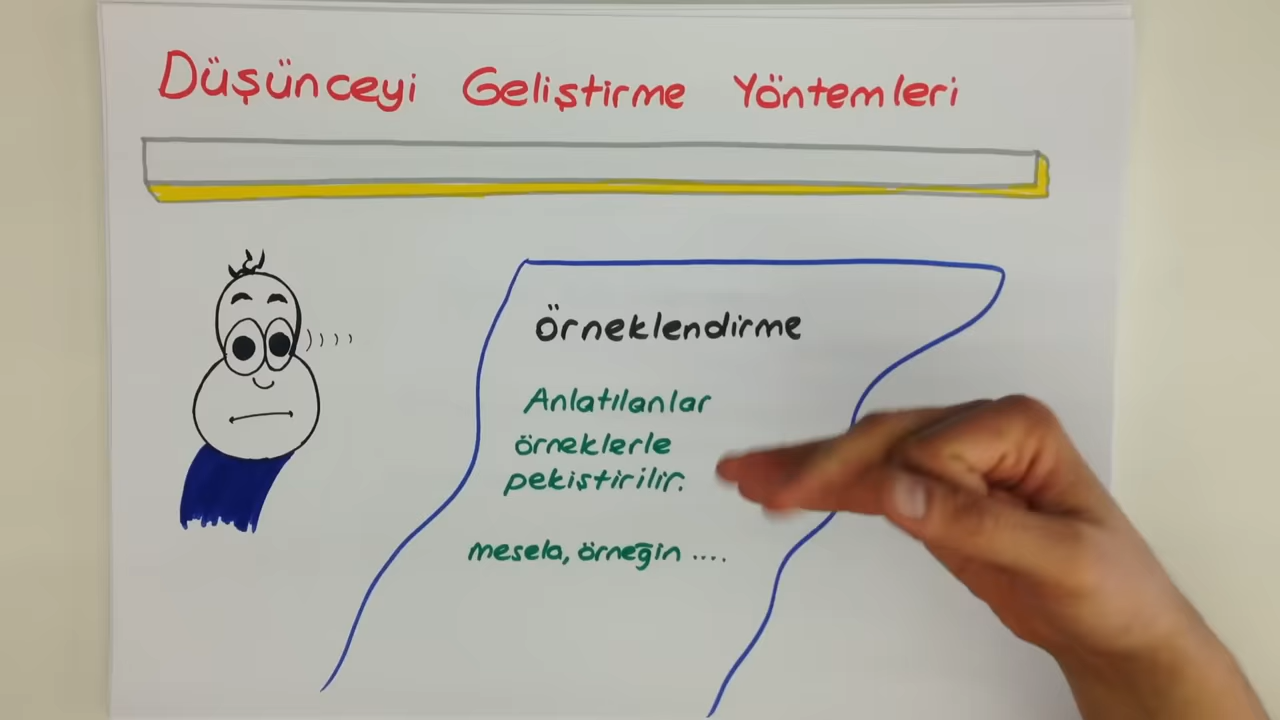 Düşünceyi Geliştirme Yöntemleri
örneklendirme
Anlatılanlar
örneklerle
pekiştirilir.
mesela, örneğin ....